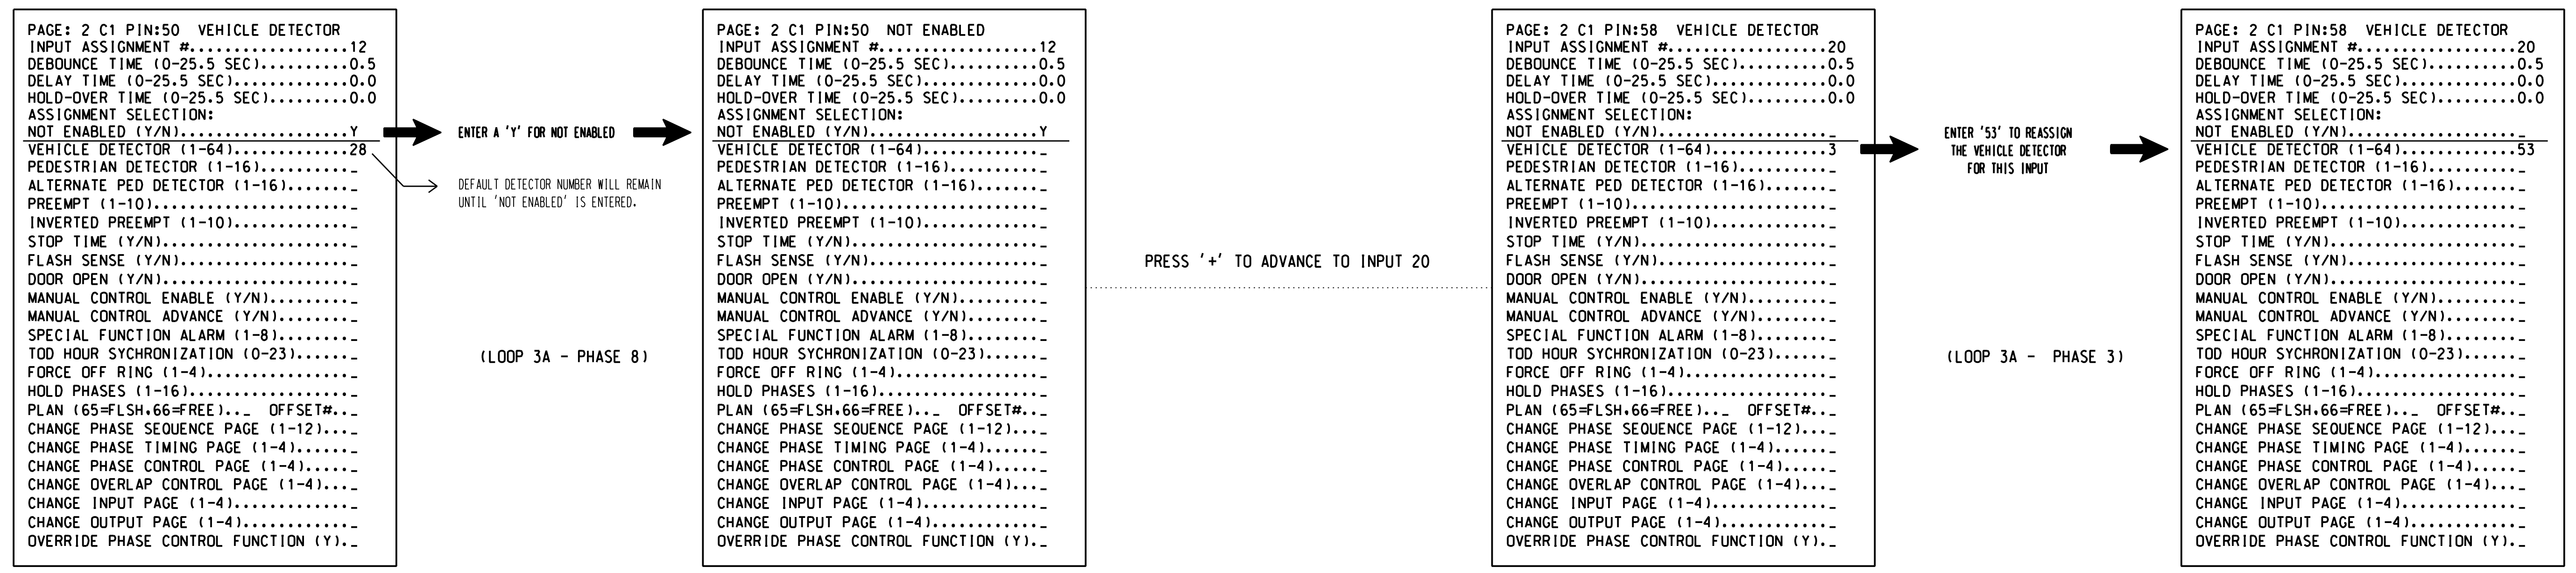 PAGE: 2 C1 PIN:50  VEHICLE DETECTOR
INPUT ASSIGNMENT #...................12
DEBOUNCE TIME (0-25.5 SEC)..........0.5
DELAY TIME (0-25.5 SEC).............0.0
HOLD-OVER TIME (0-25.5 SEC).........0.0
ASSIGNMENT SELECTION:
NOT ENABLED (Y/N)....................Y
VEHICLE DETECTOR (1-64).............28
PEDESTRIAN DETECTOR (1-16)..........._
ALTERNATE PED DETECTOR (1-16)......._
PREEMPT (1-10)......................_
INVERTED PREEMPT (1-10)............._
STOP TIME (Y/N)....................._
FLASH SENSE (Y/N)..................._
DOOR OPEN (Y/N)....................._
MANUAL CONTROL ENABLE (Y/N)........._
MANUAL CONTROL ADVANCE (Y/N)........_
SPECIAL FUNCTION ALARM (1-8)........_
TOD HOUR SYCHRONIZATION (0-23)......_
FORCE OFF RING (1-4)................_
HOLD PHASES (1-16).................._
PLAN (65=FLSH,66=FREE).._  OFFSET#.._
CHANGE PHASE SEQUENCE PAGE (1-12)..._
CHANGE PHASE TIMING PAGE (1-4)......_
CHANGE PHASE CONTROL PAGE (1-4)....._
CHANGE OVERLAP CONTROL PAGE (1-4)..._
CHANGE INPUT PAGE (1-4)............._
CHANGE OUTPUT PAGE (1-4)............_
OVERRIDE PHASE CONTROL FUNCTION (Y)._
ENTER A 'Y' FOR NOT ENABLED
DEFAULT DETECTOR NUMBER WILL REMAIN
UNTIL 'NOT ENABLED' IS ENTERED.
(LOOP 3A - PHASE 8)
PAGE: 2 C1 PIN:50  NOT ENABLED
INPUT ASSIGNMENT #...................12
DEBOUNCE TIME (0-25.5 SEC)..........0.5
DELAY TIME (0-25.5 SEC).............0.0
HOLD-OVER TIME (0-25.5 SEC).........0.0
ASSIGNMENT SELECTION:
NOT ENABLED (Y/N)....................Y
VEHICLE DETECTOR (1-64)............._
PEDESTRIAN DETECTOR (1-16)..........._
ALTERNATE PED DETECTOR (1-16)......._
PREEMPT (1-10)......................_
INVERTED PREEMPT (1-10)............._
STOP TIME (Y/N)....................._
FLASH SENSE (Y/N)..................._
DOOR OPEN (Y/N)....................._
MANUAL CONTROL ENABLE (Y/N)........._
MANUAL CONTROL ADVANCE (Y/N)........_
SPECIAL FUNCTION ALARM (1-8)........_
TOD HOUR SYCHRONIZATION (0-23)......_
FORCE OFF RING (1-4)................_
HOLD PHASES (1-16).................._
PLAN (65=FLSH,66=FREE).._  OFFSET#.._
CHANGE PHASE SEQUENCE PAGE (1-12)..._
CHANGE PHASE TIMING PAGE (1-4)......_
CHANGE PHASE CONTROL PAGE (1-4)....._
CHANGE OVERLAP CONTROL PAGE (1-4)..._
CHANGE INPUT PAGE (1-4)............._
CHANGE OUTPUT PAGE (1-4)............_
OVERRIDE PHASE CONTROL FUNCTION (Y)._
PRESS '+' TO ADVANCE TO INPUT 20
PAGE: 2 C1 PIN:58  VEHICLE DETECTOR
INPUT ASSIGNMENT #...................20
DEBOUNCE TIME (0-25.5 SEC)..........0.5
DELAY TIME (0-25.5 SEC).............0.0
HOLD-OVER TIME (0-25.5 SEC).........0.0
ASSIGNMENT SELECTION:
NOT ENABLED (Y/N)..................._
VEHICLE DETECTOR (1-64).............3
PEDESTRIAN DETECTOR (1-16)..........._
ALTERNATE PED DETECTOR (1-16)......._
PREEMPT (1-10)......................_
INVERTED PREEMPT (1-10)............._
STOP TIME (Y/N)....................._
FLASH SENSE (Y/N)..................._
DOOR OPEN (Y/N)....................._
MANUAL CONTROL ENABLE (Y/N)........._
MANUAL CONTROL ADVANCE (Y/N)........_
SPECIAL FUNCTION ALARM (1-8)........_
TOD HOUR SYCHRONIZATION (0-23)......_
FORCE OFF RING (1-4)................_
HOLD PHASES (1-16).................._
PLAN (65=FLSH,66=FREE).._  OFFSET#.._
CHANGE PHASE SEQUENCE PAGE (1-12)..._
CHANGE PHASE TIMING PAGE (1-4)......_
CHANGE PHASE CONTROL PAGE (1-4)....._
CHANGE OVERLAP CONTROL PAGE (1-4)..._
CHANGE INPUT PAGE (1-4)............._
CHANGE OUTPUT PAGE (1-4)............_
OVERRIDE PHASE CONTROL FUNCTION (Y)._
ENTER '53' TO REASSIGN
THE VEHICLE DETECTOR
FOR THIS INPUT
(LOOP 3A -  PHASE 3)
PAGE: 2 C1 PIN:58  VEHICLE DETECTOR
INPUT ASSIGNMENT #...................20
DEBOUNCE TIME (0-25.5 SEC)..........0.5
DELAY TIME (0-25.5 SEC).............0.0
HOLD-OVER TIME (0-25.5 SEC).........0.0
ASSIGNMENT SELECTION:
NOT ENABLED (Y/N)..................._
VEHICLE DETECTOR (1-64).............53
PEDESTRIAN DETECTOR (1-16)..........._
ALTERNATE PED DETECTOR (1-16)......._
PREEMPT (1-10)......................_
INVERTED PREEMPT (1-10)............._
STOP TIME (Y/N)....................._
FLASH SENSE (Y/N)..................._
DOOR OPEN (Y/N)....................._
MANUAL CONTROL ENABLE (Y/N)........._
MANUAL CONTROL ADVANCE (Y/N)........_
SPECIAL FUNCTION ALARM (1-8)........_
TOD HOUR SYCHRONIZATION (0-23)......_
FORCE OFF RING (1-4)................_
HOLD PHASES (1-16).................._
PLAN (65=FLSH,66=FREE).._  OFFSET#.._
CHANGE PHASE SEQUENCE PAGE (1-12)..._
CHANGE PHASE TIMING PAGE (1-4)......_
CHANGE PHASE CONTROL PAGE (1-4)....._
CHANGE OVERLAP CONTROL PAGE (1-4)..._
CHANGE INPUT PAGE (1-4)............._
CHANGE OUTPUT PAGE (1-4)............_
OVERRIDE PHASE CONTROL FUNCTION (Y)._